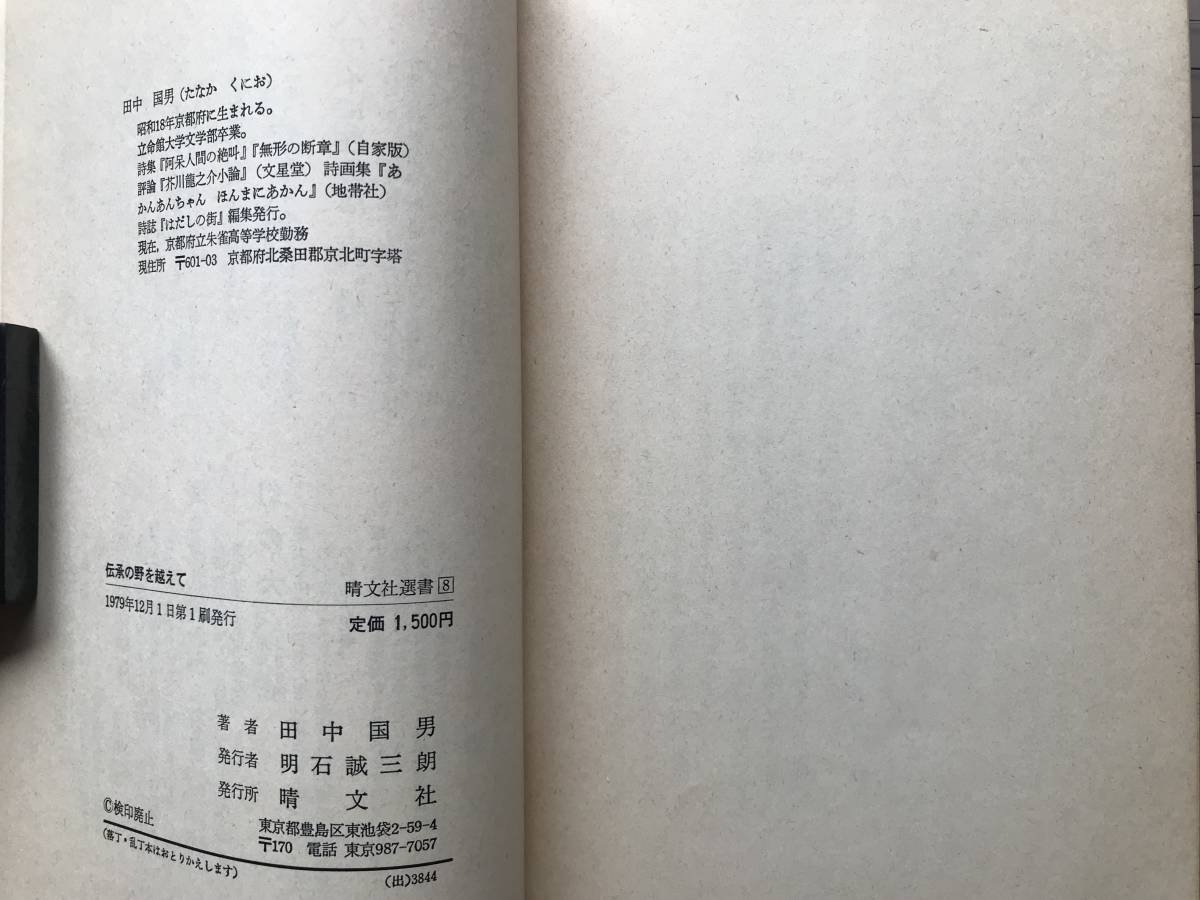 田中　国男（たなか　くにお）
昭和18年京都府に生まれる。
立命館大学文学部卒業。
詩集『阿呆人間の絶叫』『無形の断章』（自家版）
評論『芥川龍之介小論』（文星堂） 詩画集『あ
かんあんちゃん　ほんまにあかん』（地帯社）
詩誌『はだしの街』編集発行。
現在，京都府立朱雀高等学校勤務
現住所　〒601-03　京都府北桑田郡京北町字塔
伝承の野を越えて
晴文社選書 8
1979年12月1日第1刷発行
定価 1,500円
著　者　田中国男
発行者　明石誠三朗
発行所　晴文社
©検印廃止
東京都豊島区東池袋2-59-4
〒170　電話　東京987-7057
（落丁・乱丁本はおとりかえします）
（出）3844